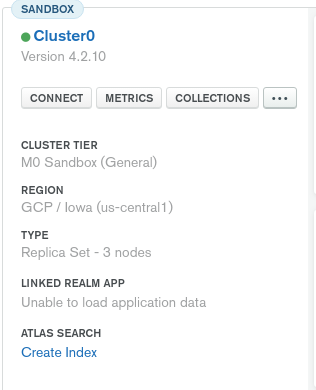 SANDBOX
Cluster0
Version 4.2.10
CONNECT METRICS COLLECTIONS ...
CLUSTER TIER
M0 Sandbox (General)
REGION
GCP / Iowa (us-central1)
TYPE
Replica Set - 3 nodes
LINKED REALM APP
Unable to load application data
ATLAS SEARCH
Create Index